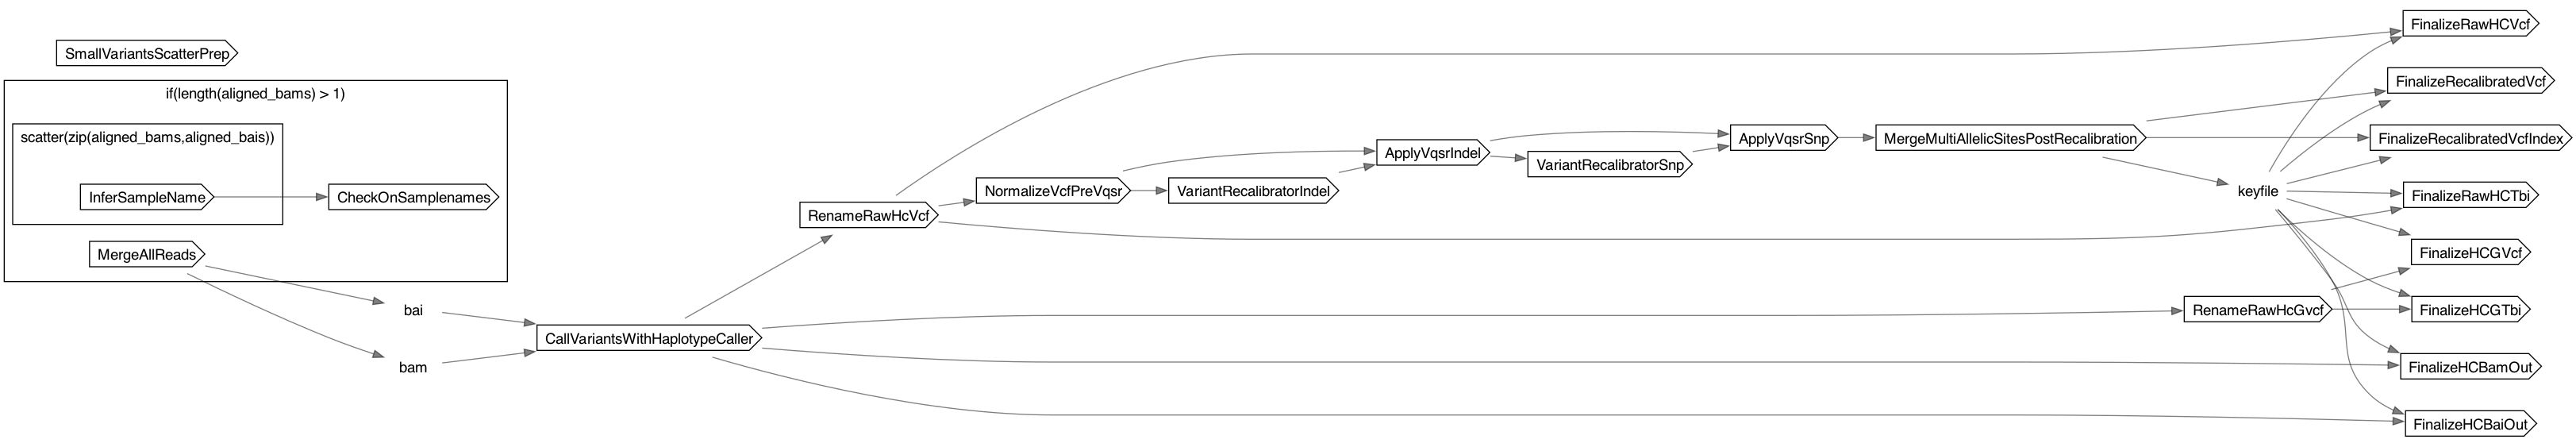 SmallVariantsScatterPrep
if(length(aligned_bams) > 1)
scatter(zip(aligned_bams,aligned_bais))
InferSampleName
CheckOnSamplenames
MergeAllReads
bai
bam
CallVariantsWithHaplotypeCaller
RenameRawHcVcf
NormalizeVcfPreVqsr
VariantRecalibratorIndel
ApplyVqsrIndel
VariantRecalibratorSnp
ApplyVqsrSnp
MergeMultiAllelicSitesPostRecalibration
keyfile
RenameRawHcGvcf
FinalizeRawHCVcf
FinalizeRecalibratedVcf
FinalizeRecalibratedVcfIndex
FinalizeRawHCTbi
FinalizeHCGVcf
FinalizeHCGTbi
FinalizeHCBamOut
FinalizeHCBaiOut